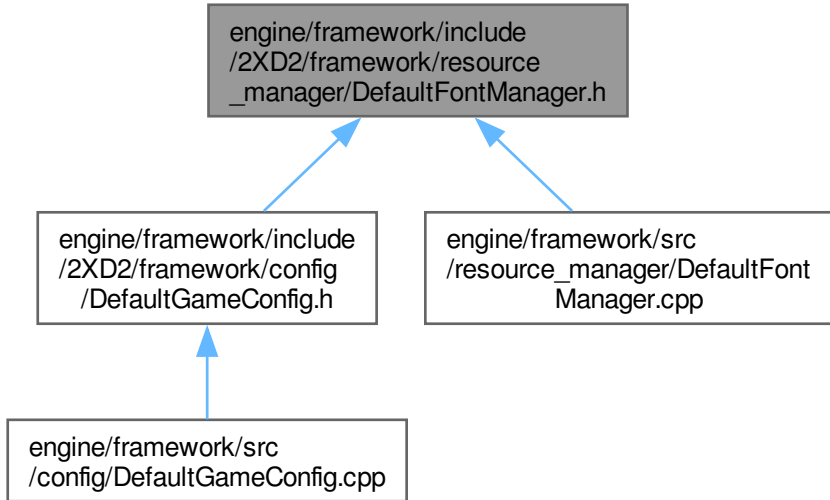 engine/framework/include
/2XD2/framework/resource
_manager/DefaultFontManager.h
engine/framework/include
/2XD2/framework/config
/DefaultGameConfig.h
engine/framework/src
/resource_manager/DefaultFont
Manager.cpp
engine/framework/src
/config/DefaultGameConfig.cpp